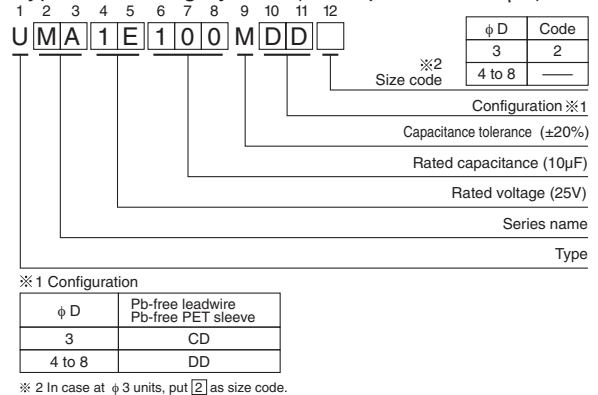 1 2 3 4 5 6 7 8 9 10 11 12
U M A 1 E 1 0 0 M D D
φ D Code
3 2
4 to 8 ——
※2
Size code
Configuration ※1
Capacitance tolerance (±20%)
Rated capacitance (10µF)
Rated voltage (25V)
Series name
Type
※1 Configuration
φ D Pb-free leadwire
Pb-free PET sleeve
3 CD
4 to 8 DD
※ 2 In case at φ 3 units, put 2 as size code.